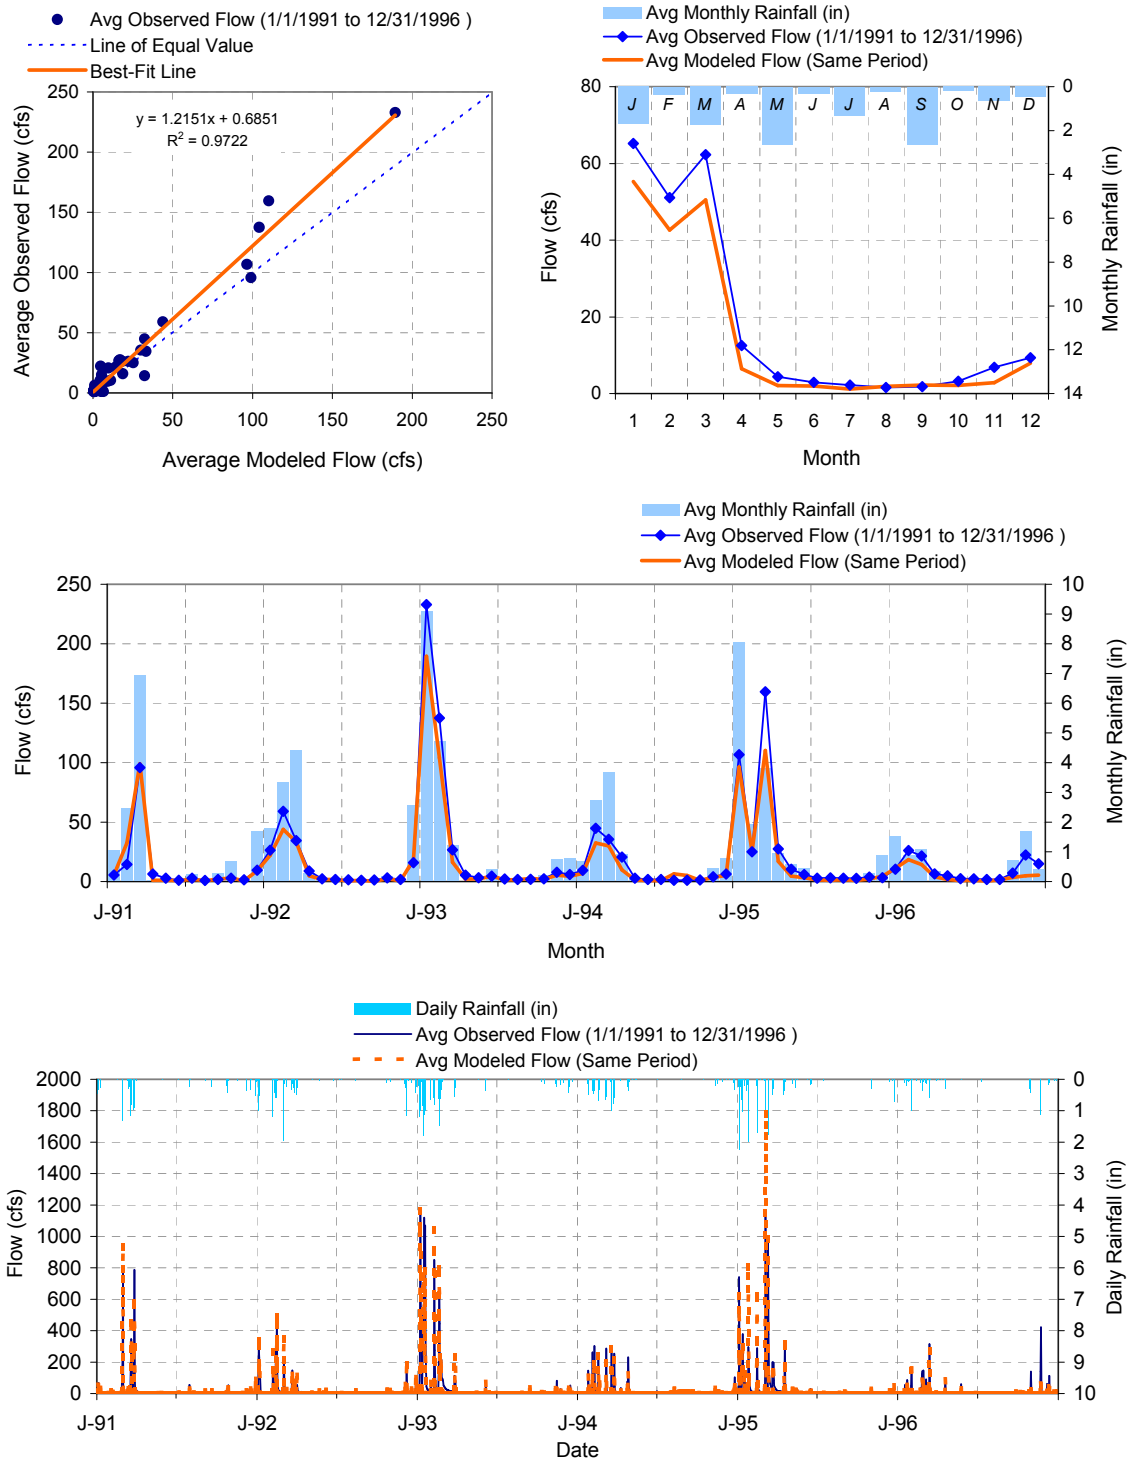 Avg Observed Flow (1/1/1991 to 12/31/1996 )
Line of Equal Value
Best-Fit Line
y = 1.2151x + 0.6851
R² = 0.9722
Average Observed Flow (cfs)
250
200
150
100
50
0
0 50 100 150 200 250
Average Modeled Flow (cfs)
Avg Monthly Rainfall (in)
Avg Observed Flow (1/1/1991 to 12/31/1996)
Avg Modeled Flow (Same Period)
J F M A M J J A S O N D
Flow (cfs)
80
60
40
20
0
0
2
4
6
8
10
12
14
Monthly Rainfall (in)
1 2 3 4 5 6 7 8 9 10 11 12
Month
Avg Monthly Rainfall (in)
Avg Observed Flow (1/1/1991 to 12/31/1996 )
Avg Modeled Flow (Same Period)
Flow (cfs)
250
200
150
100
50
0
10
9
8
7
6
5
4
3
2
1
0
Monthly Rainfall (in)
J-91 J-92 J-93 J-94 J-95 J-96
Month
Daily Rainfall (in)
Avg Observed Flow (1/1/1991 to 12/31/1996 )
Avg Modeled Flow (Same Period)
Flow (cfs)
2000
1800
1600
1400
1200
1000
800
600
400
200
0
0
1
2
3
4
5
6
7
8
9
10
Daily Rainfall (in)
J-91 J-92 J-93 J-94 J-95 J-96
Date